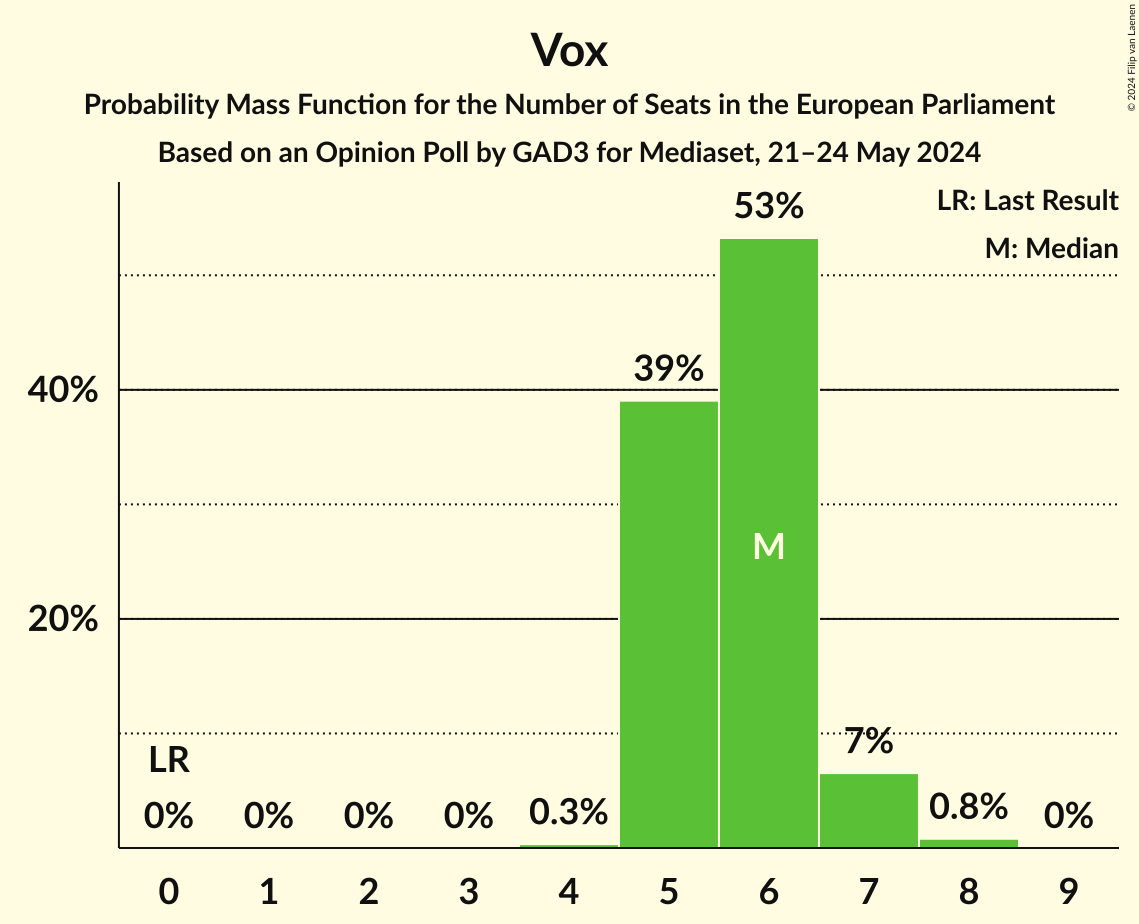 Vox
Probability Mass Function for the Number of Seats in the European Parliament
Based on an Opinion Poll by GAD3 for Mediaset, 21–24 May 2024
© 2024 Filip van Laenen
LR: Last Result
M: Median
53%
39%
40%
M
20%
7%
LR
0% 0% 0% 0% 0.3% 0.8% 0%
0 1 2 3 4 5 6 7 8 9